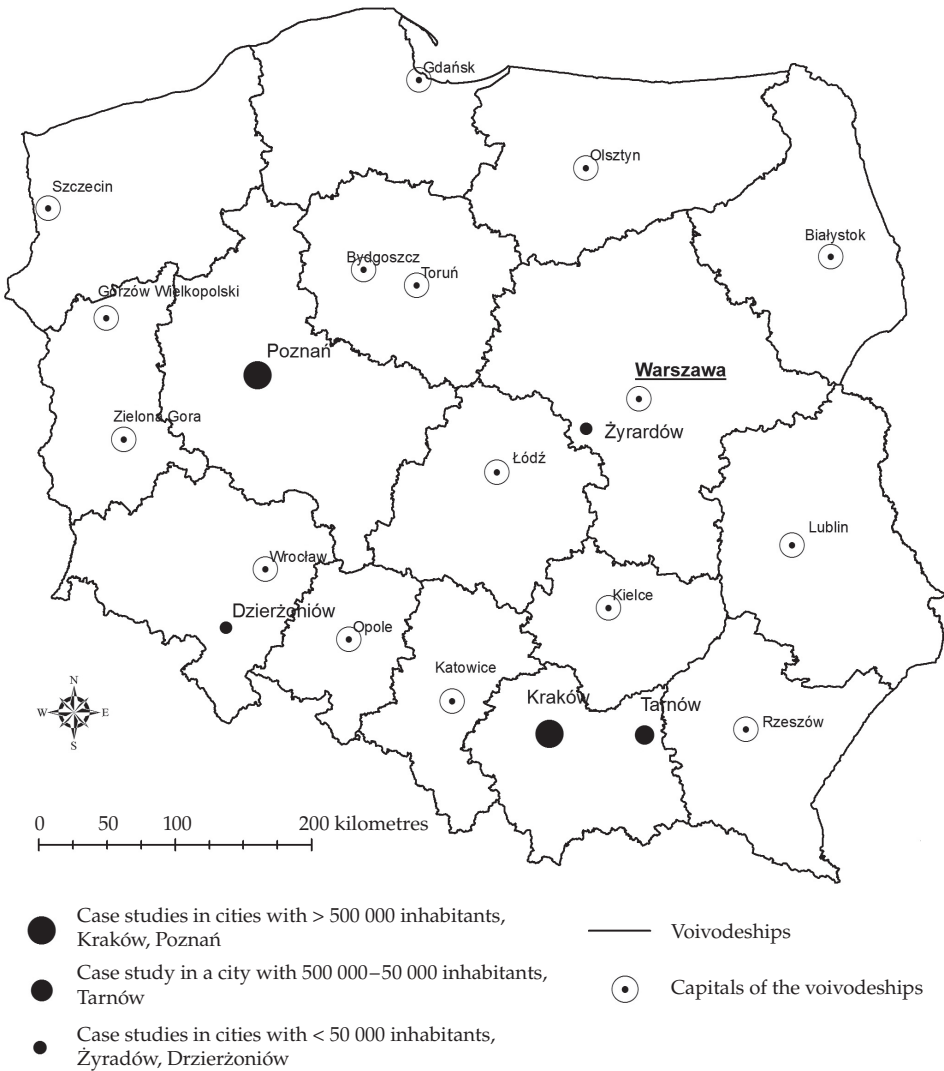 Gdańsk
Olsztyn
Szczecin
Białystok
Bydgoszcz
Toruń
Gorzów Wielkopolski
Poznań
Warszawa
Zielona Gora
Żyrardów
Łódź
Lublin
Wrocław
Kielce
Dzierżoniów
Opole
Katowice
Kraków
Tarnów
Rzeszów
N
W E
S
0 50 100 200 kilometres
Case studies in cities with > 500 000 inhabitants,
Kraków, Poznań
Case study in a city with 500 000–50 000 inhabitants,
Tarnów
Case studies in cities with < 50 000 inhabitants,
Żyradów, Drzierżoniów
Voivodeships
Capitals of the voivodeships